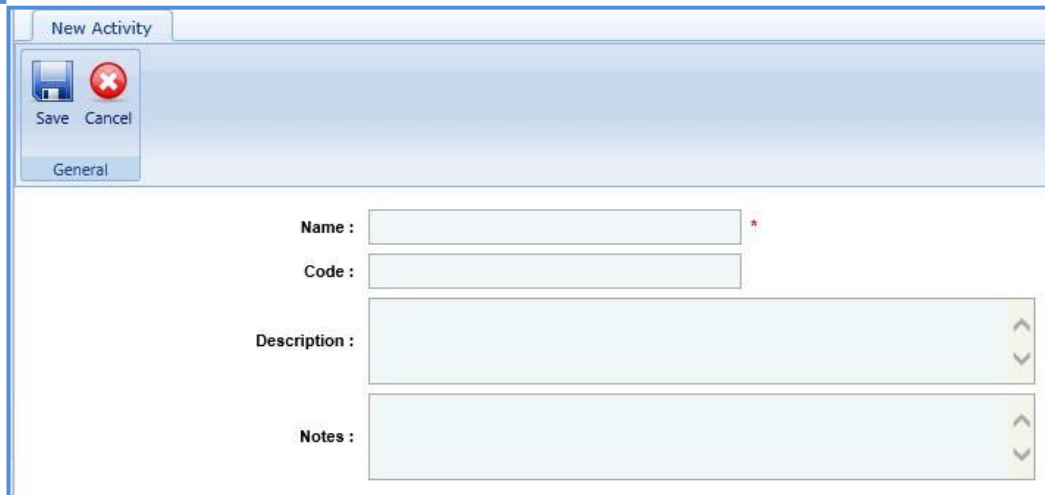 New Activity
Save Cancel
General
Name : *
Code :
Description :
Notes :